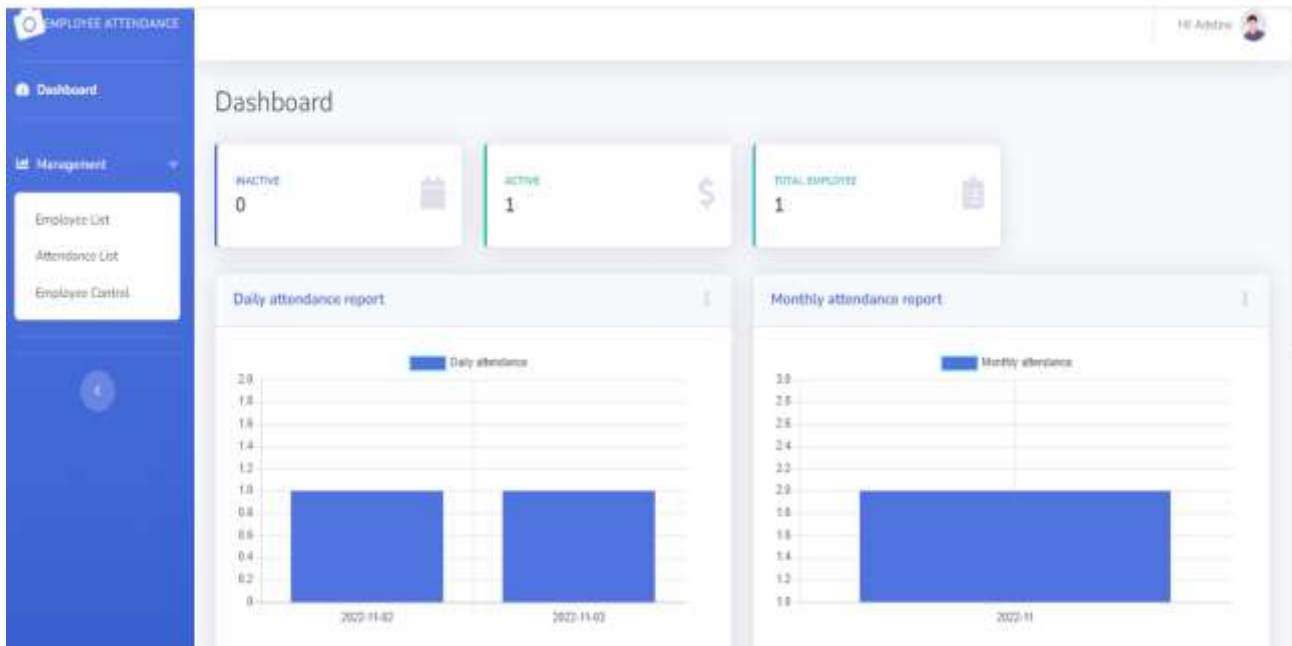 EMPLOYEE ATTENDANCE
Hi! Adeline
Dashboard
Management
Employee List
Attendance List
Employee Control
Dashboard
INACTIVE
0
ACTIVE
1
TOTAL EMPLOYEE
1
Daily attendance report
Daily attendance
2.0
1.8
1.6
1.4
1.2
1.0
0.8
0.6
0.4
0.2
0
2022-11-02
2022-11-03
Monthly attendance report
Monthly attendance
3.0
2.8
2.6
2.4
2.2
2.0
1.8
1.6
1.4
1.2
1.0
2022-11